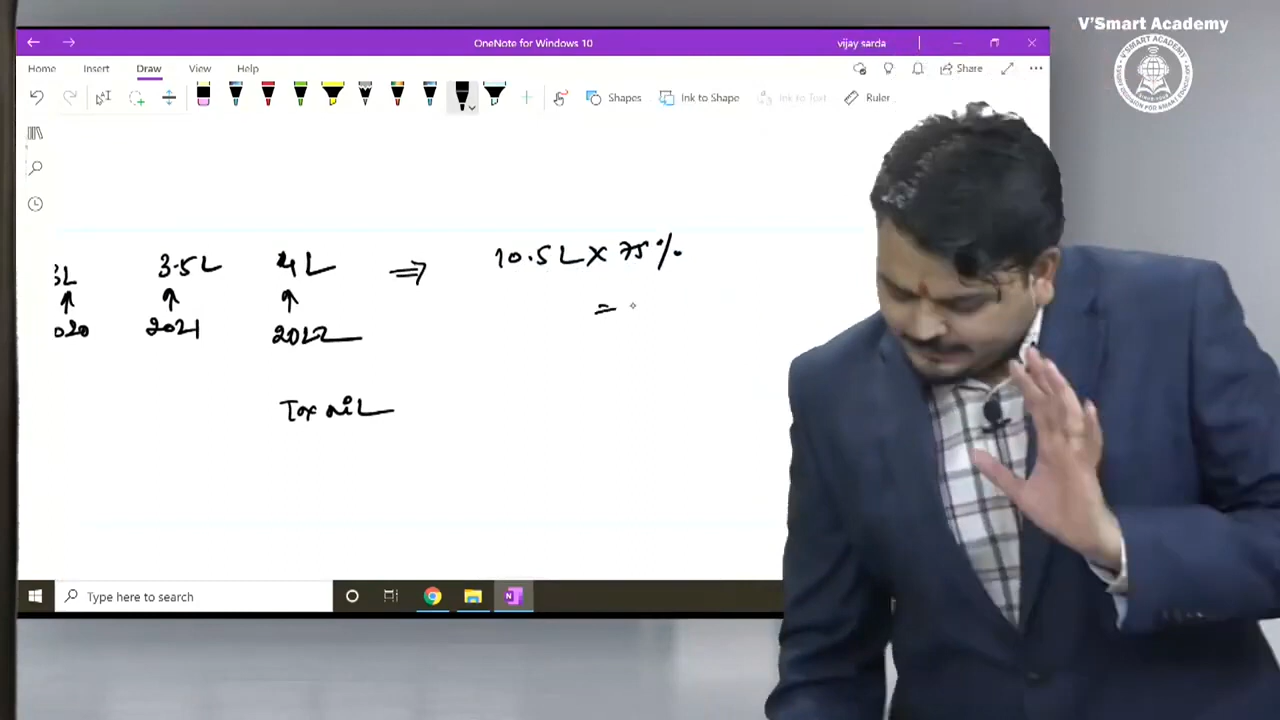 V'Smart Academy
OneNote for Windows 10
vijay sarda
Home Insert Draw View Help
Share
Shapes Ink to Shape Ink to Text Ruler
3L 3.5L 4L ⇒ 10.5L x 75%
↑ ↑ ↑ =
2021 2022
Tax nil
Type here to search